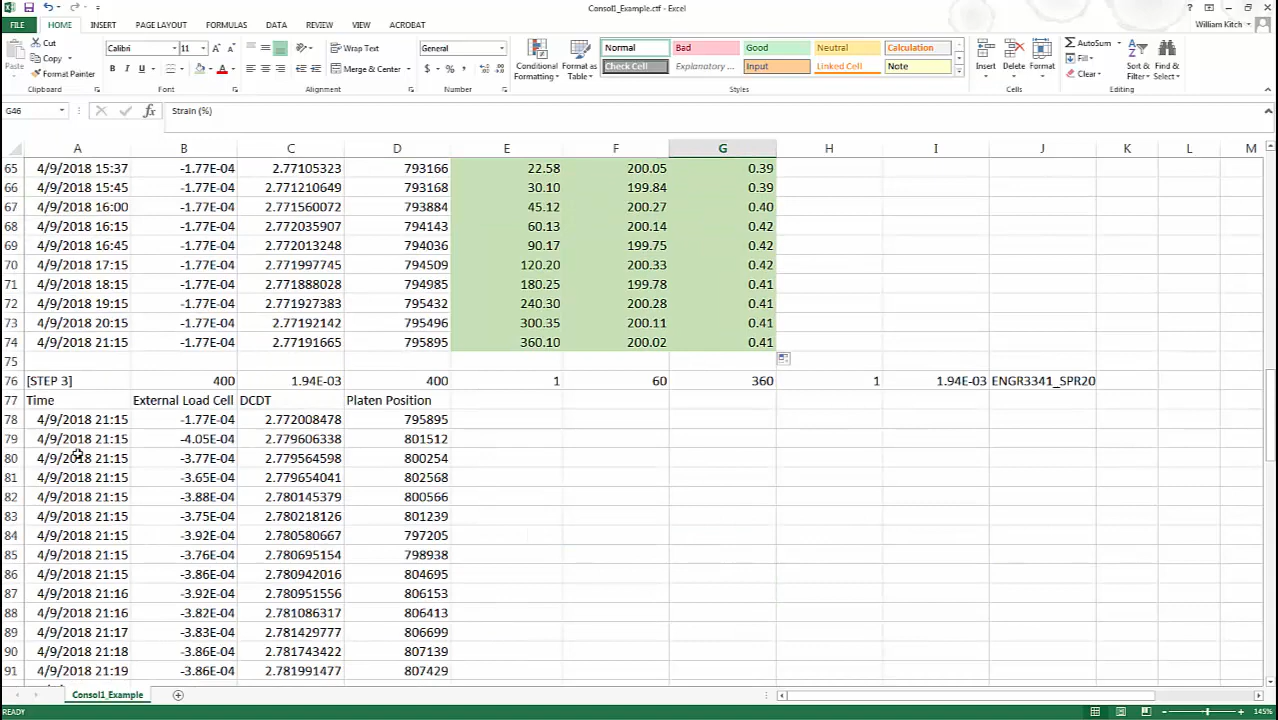 Consol1_Example.ctf - Excel
William Kitch
FILE HOME INSERT PAGE LAYOUT FORMULAS DATA REVIEW VIEW ACROBAT
Paste Cut Copy Format Painter Clipboard
Calibri 11 B I U Font
Wrap Text Merge & Center Alignment
General $ % , Number
Conditional Formatting Format as Table
Normal Bad Good Neutral Calculation
Check Cell Explanatory ... Input Linked Cell Note
Styles
Insert Delete Format Cells
AutoSum Fill Clear Sort & Filter Find & Select Editing
G46 fx Strain (%)
A B C D E F G H I J K L M
65 4/9/2018 15:37 -1.77E-04 2.77105323 793166 22.58 200.05 0.39
66 4/9/2018 15:45 -1.77E-04 2.771210649 793168 30.10 199.84 0.39
67 4/9/2018 16:00 -1.77E-04 2.771560072 793884 45.12 200.27 0.40
68 4/9/2018 16:15 -1.77E-04 2.772035907 794143 60.13 200.14 0.42
69 4/9/2018 16:45 -1.77E-04 2.772013248 794036 90.17 199.75 0.42
70 4/9/2018 17:15 -1.77E-04 2.771997745 794509 120.20 200.33 0.42
71 4/9/2018 18:15 -1.77E-04 2.771888028 794985 180.25 199.78 0.41
72 4/9/2018 19:15 -1.77E-04 2.771927383 795432 240.30 200.28 0.41
73 4/9/2018 20:15 -1.77E-04 2.77192142 795496 300.35 200.11 0.41
74 4/9/2018 21:15 -1.77E-04 2.77191665 795895 360.10 200.02 0.41
75
76 [STEP 3] 400 1.94E-03 400 1 60 360 1 1.94E-03 ENGR3341_SPR20
77 Time External Load Cell DCDT Platen Position
78 4/9/2018 21:15 -1.77E-04 2.772008478 795895
79 4/9/2018 21:15 -4.05E-04 2.779606338 801512
80 4/9/2018 21:15 -3.77E-04 2.779564598 800254
81 4/9/2018 21:15 -3.65E-04 2.779654041 802568
82 4/9/2018 21:15 -3.88E-04 2.780145379 800566
83 4/9/2018 21:15 -3.75E-04 2.780218126 801239
84 4/9/2018 21:15 -3.92E-04 2.780580667 797205
85 4/9/2018 21:15 -3.76E-04 2.780695154 798938
86 4/9/2018 21:15 -3.86E-04 2.780942016 804695
87 4/9/2018 21:16 -3.92E-04 2.780951556 806153
88 4/9/2018 21:16 -3.82E-04 2.781086317 806413
89 4/9/2018 21:17 -3.83E-04 2.781429777 806699
90 4/9/2018 21:18 -3.86E-04 2.781743422 807139
91 4/9/2018 21:19 -3.86E-04 2.781991477 807429
Consol1_Example
READY 145%